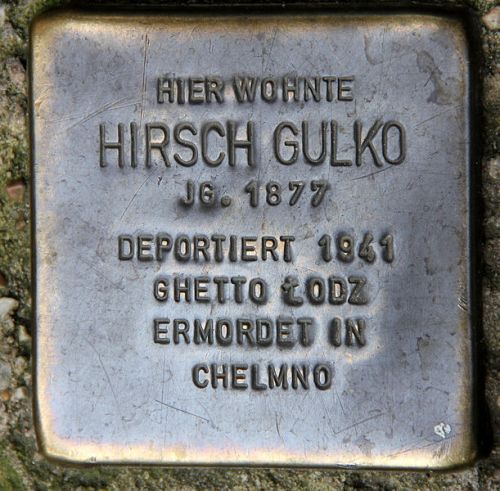 HIER WOHNTE
HIRSCH GULKO
JG. 1877
DEPORTIERT 1941
GHETTO ŁODZ
ERMORDET IN
CHELMNO